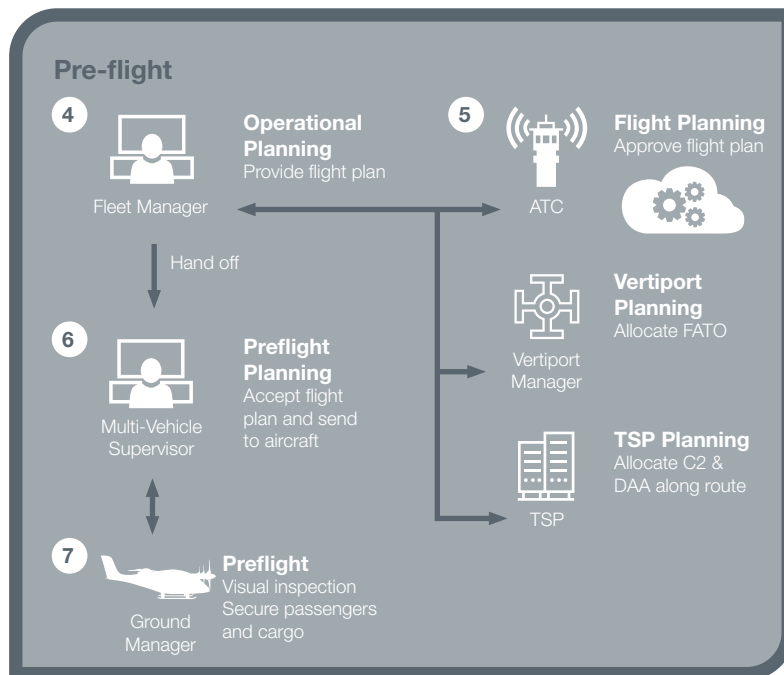 Pre-flight
4
Fleet Manager
Operational
Planning
Provide flight plan
5
ATC
Flight Planning
Approve flight plan
Hand off
Vertiport
Manager
Vertiport
Planning
Allocate FATO
6
Multi-Vehicle
Supervisor
Preflight
Planning
Accept flight
plan and send
to aircraft
TSP
TSP Planning
Allocate C2 &
DAA along route
7
Ground
Manager
Preflight
Visual inspection
Secure passengers
and cargo